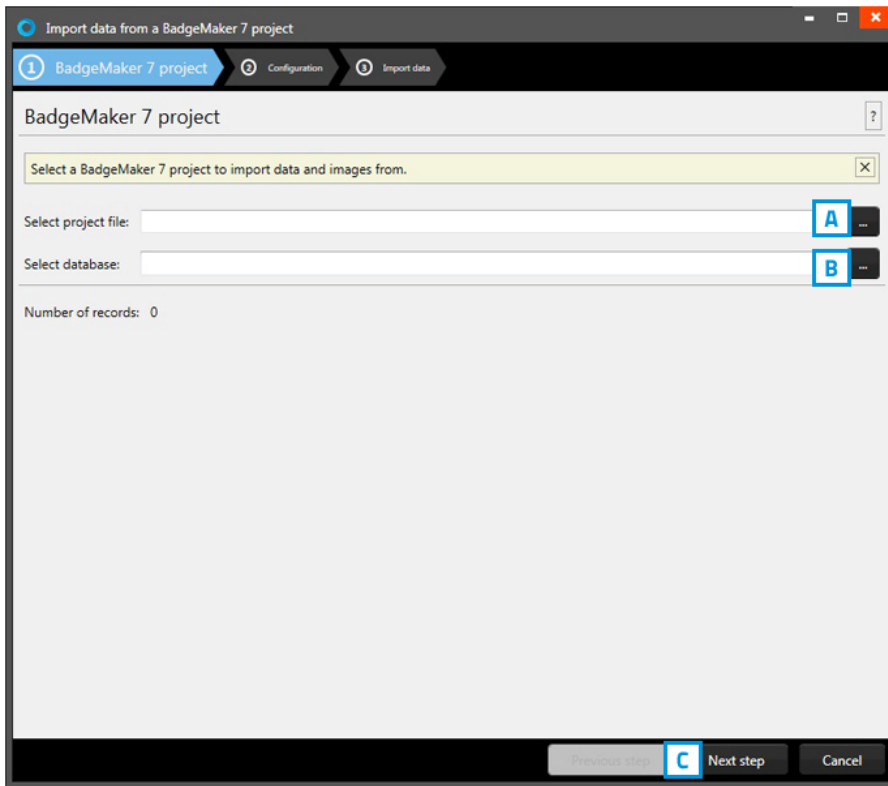 Import data from a BadgeMaker 7 project
1 BadgeMaker 7 project 2 Configuration 3 Import data
BadgeMaker 7 project ?
Select a BadgeMaker 7 project to import data and images from.
Select project file: A ...
Select database: B ...
Number of records: 0
Previous step C Next step Cancel